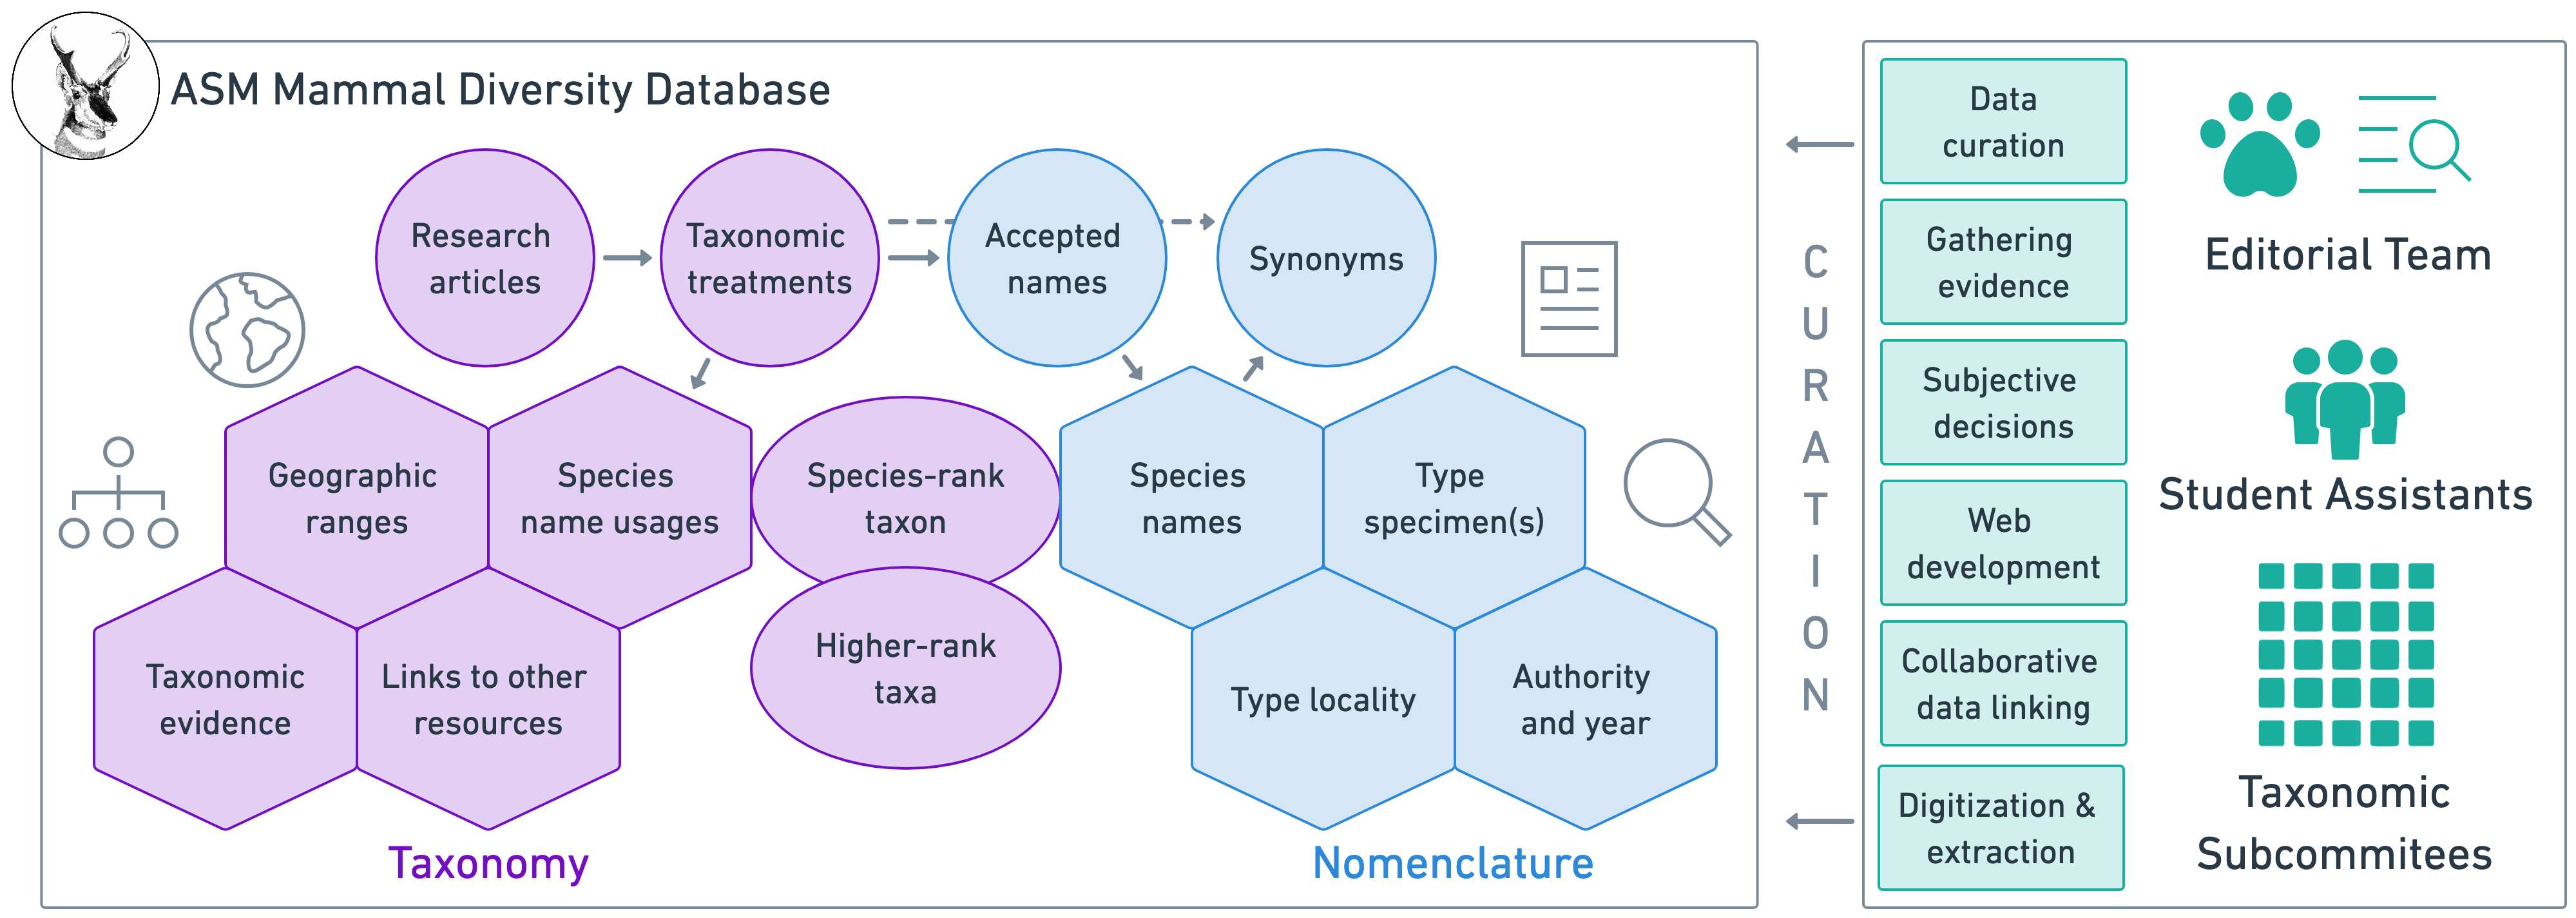 ASM Mammal Diversity Database
Research
articles
Taxonomic
treatments
Accepted
names
Synonyms
Geographic
ranges
Species
name usages
Species-rank
taxon
Species
names
Type
specimen(s)
Taxonomic
evidence
Links to other
resources
Higher-rank
taxa
Type locality
Authority
and year
Taxonomy
Nomenclature
CURATION
Data
curation
Gathering
evidence
Subjective
decisions
Web
development
Collaborative
data linking
Digitization &
extraction
Editorial Team
Student Assistants
Taxonomic
Subcommitees